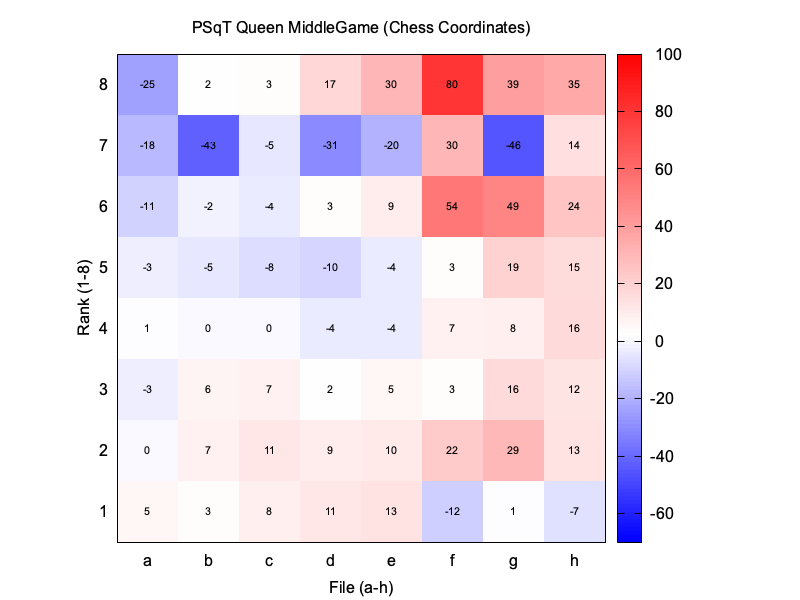 PSqT Queen MiddleGame (Chess Coordinates)
100
8 -25 2 3 17 30 80 39 35
80
7 -18 -43 -5 -31 -20 30 -46 14
60
6 -11 -2 -4 3 9 54 49 24
40
5 -3 -5 -8 -10 -4 3 19 15
20
Rank (1-8)
4 1 0 0 -4 -4 7 8 16
0
3 -3 6 7 2 5 3 16 12
-20
2 0 7 11 9 10 22 29 13
-40
1 5 3 8 11 13 -12 1 -7
-60
a b c d e f g h
File (a-h)